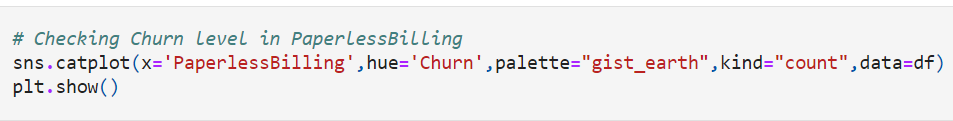 # Checking Churn level in PaperlessBilling
sns.catplot(x='PaperlessBilling',hue='Churn',palette="gist_earth",kind="count",data=df)
plt.show()